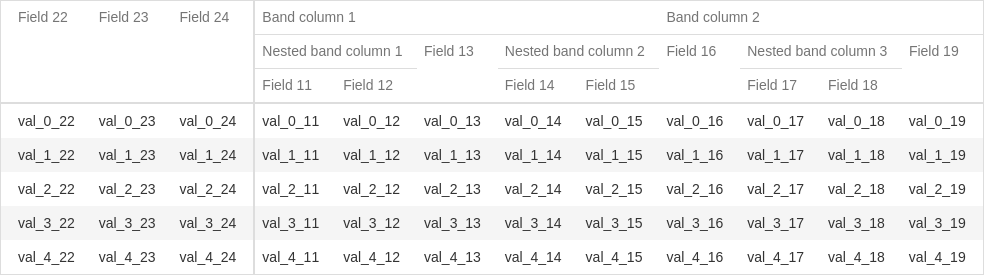 Field 22 Field 23 Field 24 Band column 1 Band column 2
Nested band column 1 Field 13 Nested band column 2 Field 16 Nested band column 3 Field 19
Field 11 Field 12 Field 14 Field 15 Field 17 Field 18
val_0_22 val_0_23 val_0_24 val_0_11 val_0_12 val_0_13 val_0_14 val_0_15 val_0_16 val_0_17 val_0_18 val_0_19
val_1_22 val_1_23 val_1_24 val_1_11 val_1_12 val_1_13 val_1_14 val_1_15 val_1_16 val_1_17 val_1_18 val_1_19
val_2_22 val_2_23 val_2_24 val_2_11 val_2_12 val_2_13 val_2_14 val_2_15 val_2_16 val_2_17 val_2_18 val_2_19
val_3_22 val_3_23 val_3_24 val_3_11 val_3_12 val_3_13 val_3_14 val_3_15 val_3_16 val_3_17 val_3_18 val_3_19
val_4_22 val_4_23 val_4_24 val_4_11 val_4_12 val_4_13 val_4_14 val_4_15 val_4_16 val_4_17 val_4_18 val_4_19